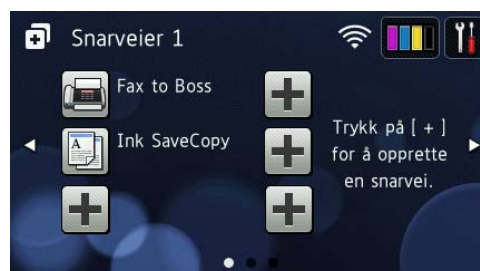 Snarveier 1
Fax to Boss
Ink SaveCopy
Trykk på [ + ]
for å opprette
en snarvei.